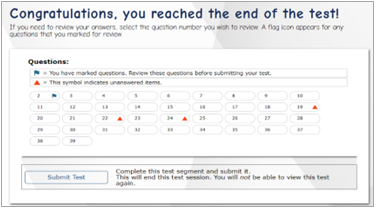 Congratulations, you reached the end of the test!
If you need to review your answers, select the question number you wish to review. A flag icon appears for any
questions that you marked for review
Questions:
= You have marked questions. Review these questions before submitting your test.
= This symbol indicates unanswered items.
2 3 4 5 6 7 8 9 10
11 12 13 14 15 16 17 18 19
20 21 22 23 24 25 26 27 28
29 30 31 32 33 34 35 36 37
38 39
Submit Test
Complete this test segment and submit it.
This will end this test session. You will not be able to view this test
again.